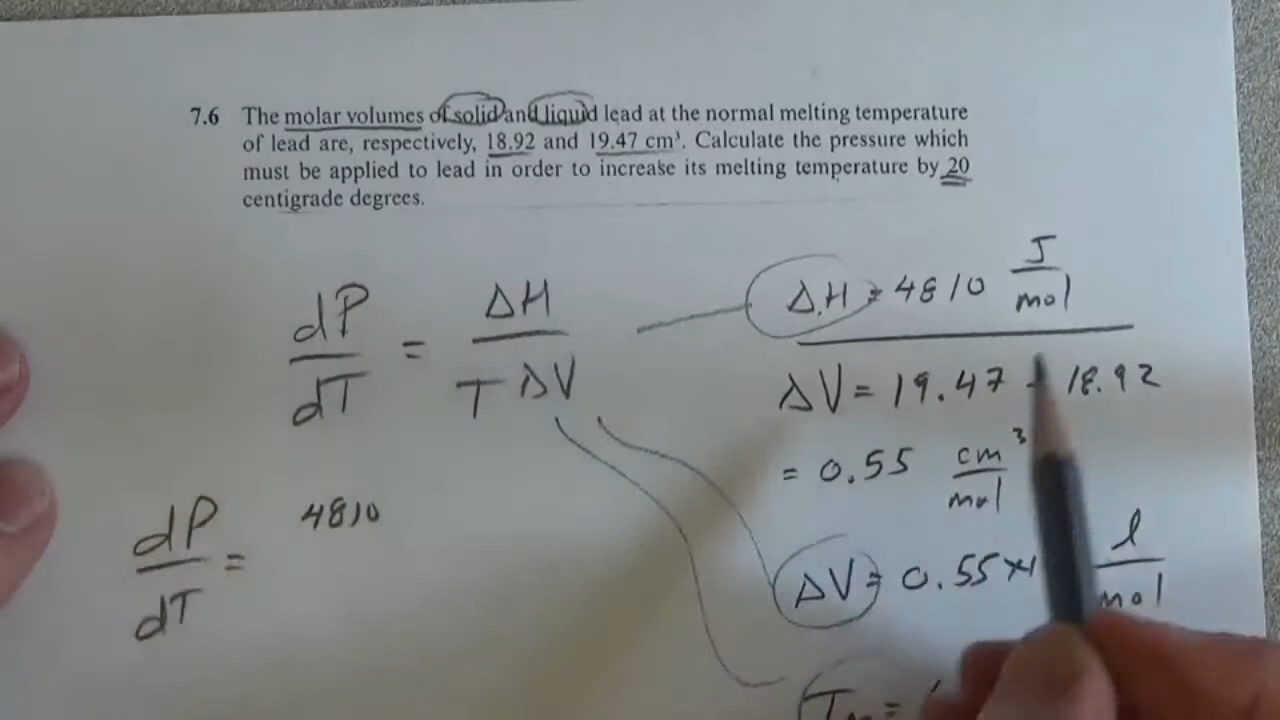 7.6 The molar volumes of solid and liquid lead at the normal melting temperature
of lead are, respectively, 18.92 and 19.47 cm³. Calculate the pressure which
must be applied to lead in order to increase its melting temperature by 20
centigrade degrees.
dP/dT = ΔH/TΔV
ΔH = 4810 J/mol
ΔV = 19.47 - 18.92
= 0.55 cm³/mol
dP/dT = 4810
ΔV = 0.55 × l/mol